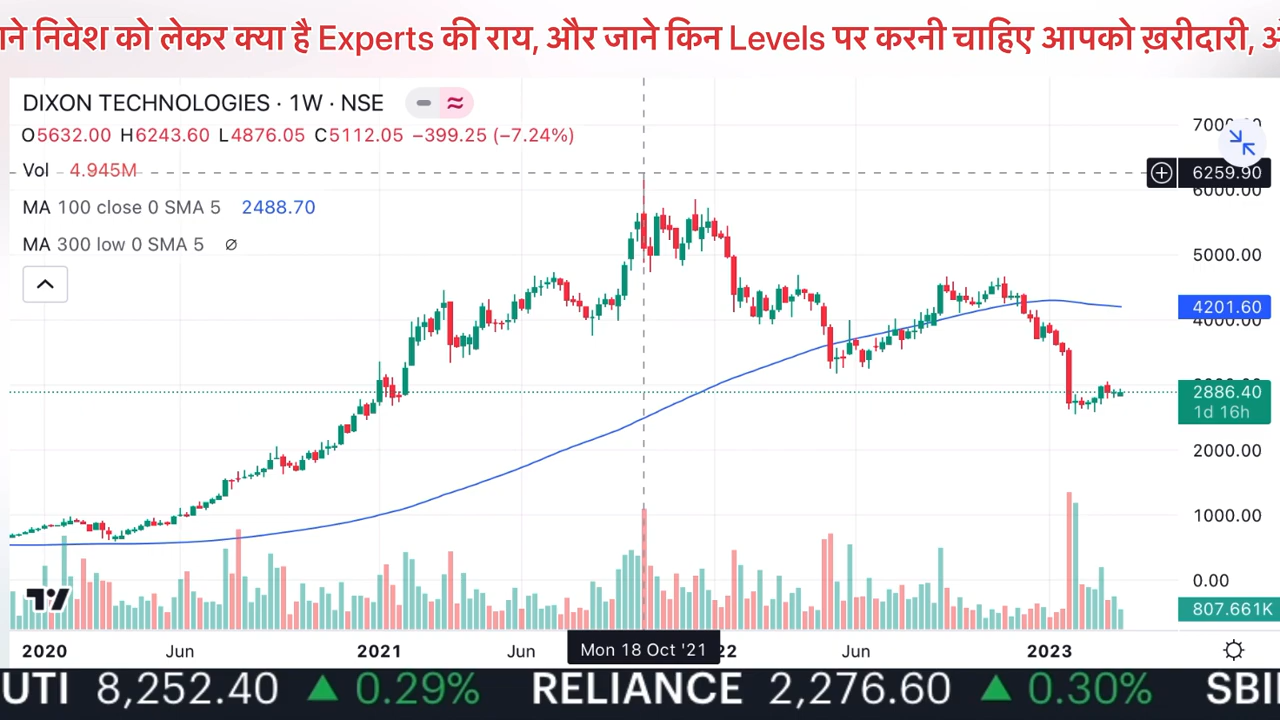 निवेश को लेकर क्या है Experts की राय, और जाने किन Levels पर करनी चाहिए आपको ख़रीदारी,
DIXON TECHNOLOGIES · 1W · NSE
O5632.00 H6243.60 L4876.05 C5112.05 −399.25 (−7.24%)
Vol 4.945M
MA 100 close 0 SMA 5 2488.70
MA 300 low 0 SMA 5 ∅
6259.90
6000.00
5000.00
4201.60
4000.00
2886.40
1d 16h
2000.00
1000.00
0.00
807.661K
2020 Jun 2021 Jun Mon 18 Oct '21 Jun 2023
8,252.40 ▲ 0.29% RELIANCE 2,276.60 ▲ 0.30%